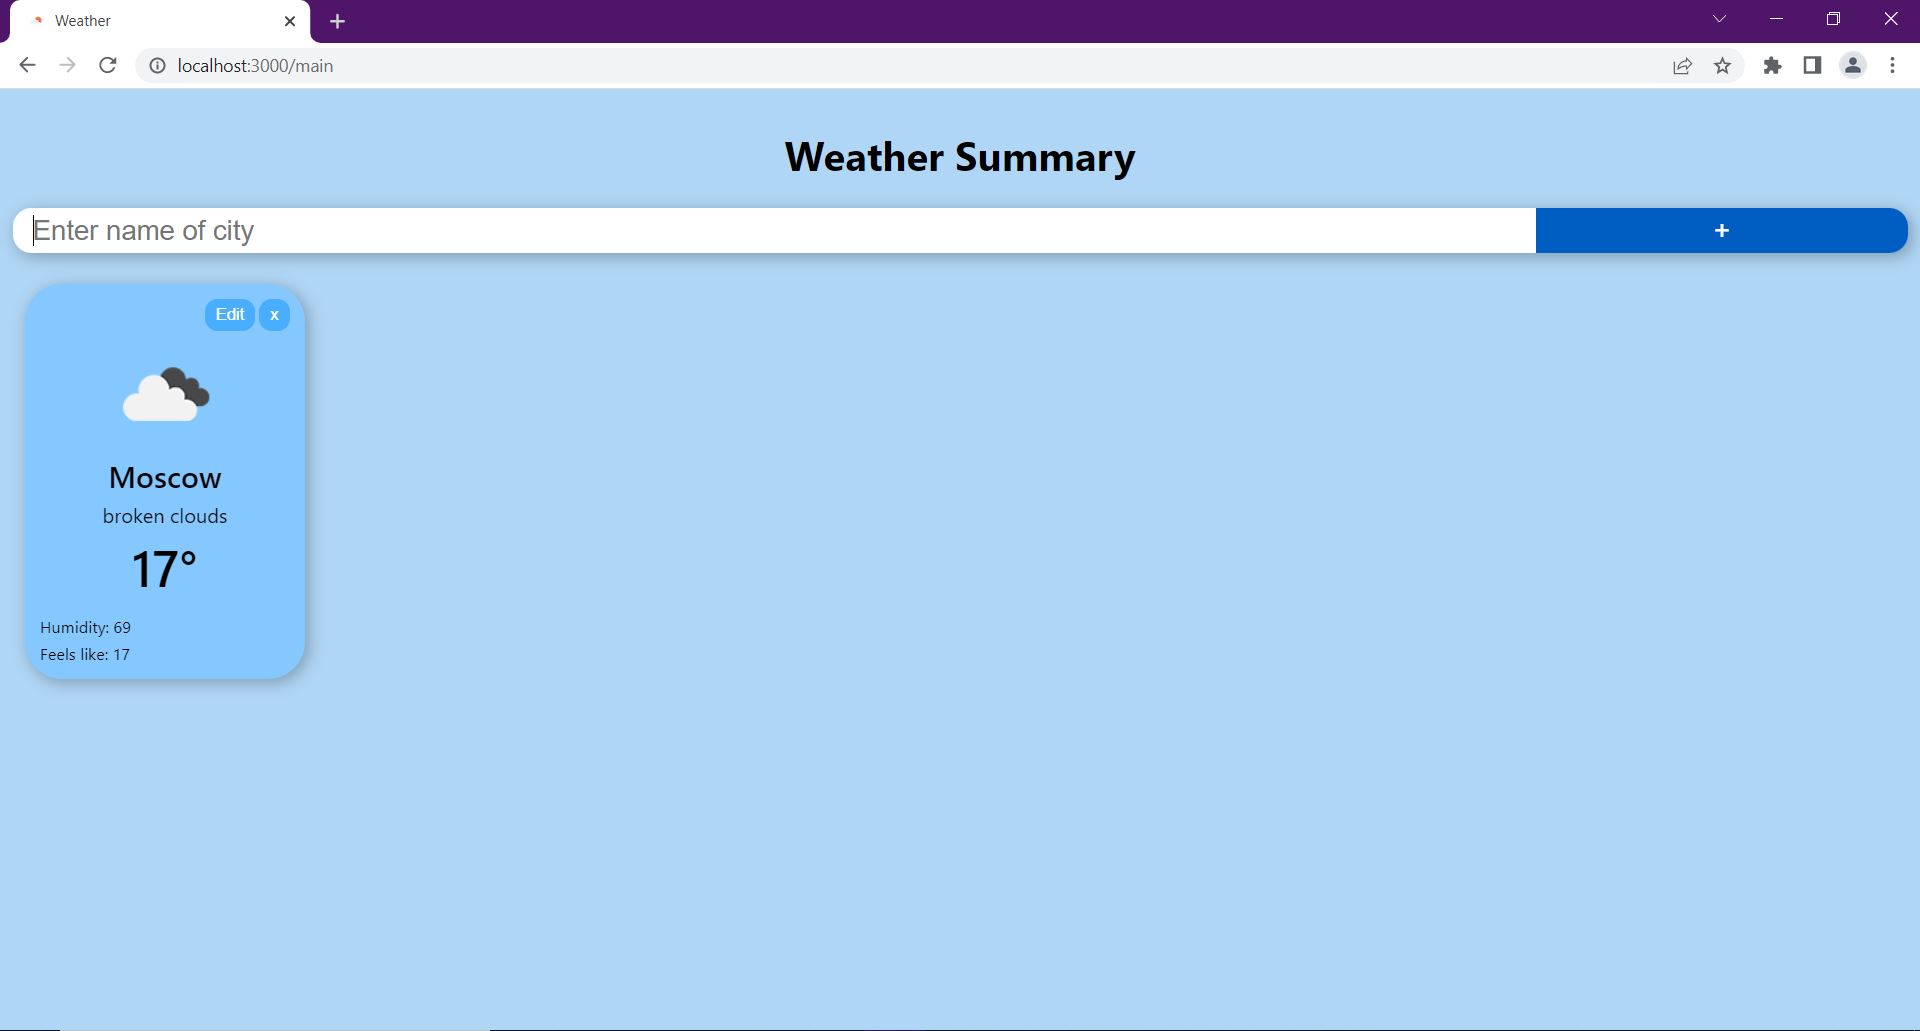 Weather
localhost:3000/main
Weather Summary
Enter name of city
+
Edit x
Moscow
broken clouds
17°
Humidity: 69
Feels like: 17